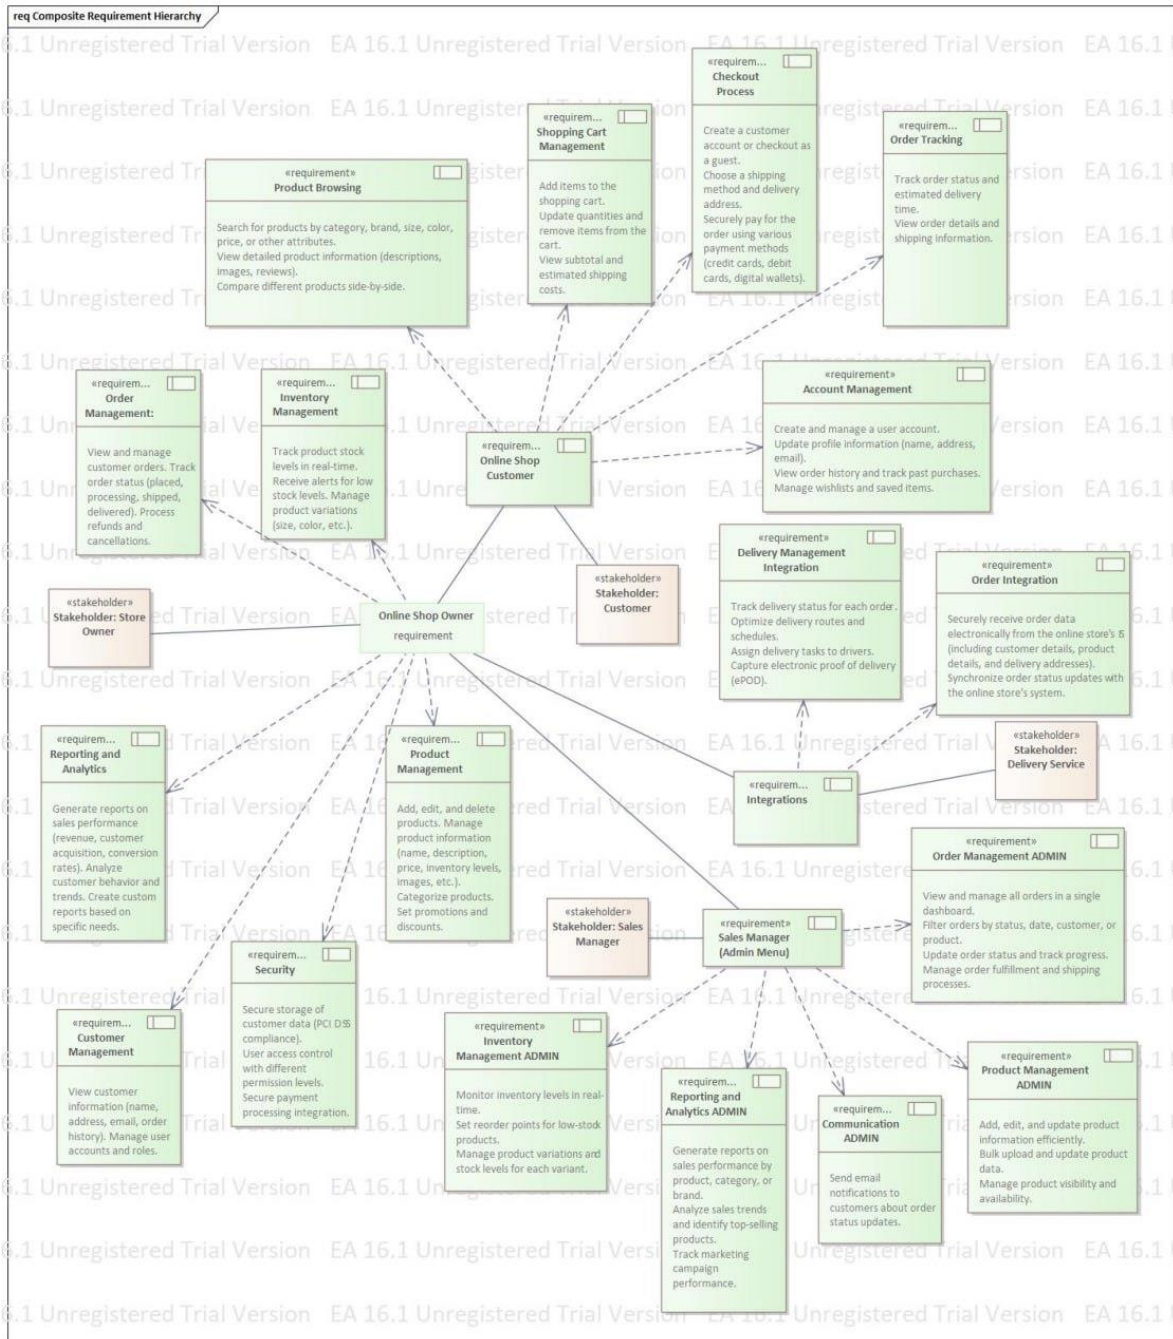 req Composite Requirement Hierarchy
EA 16.1 Unregistered Trial Version
«requirem...
Checkout
Process
Create a customer
account or checkout as
a guest.
Choose a shipping
method and delivery
address.
Securely pay for the
order using various
payment methods
(credit cards, debit
cards, digital wallets).
«requirem...
Shopping Cart
Management
Add items to the
shopping cart.
Update quantities and
remove items from the
cart.
View subtotal and
estimated shipping
costs.
«requirem...
Order Tracking
Track order status and
estimated delivery
time.
View order details and
shipping information.
«requirement»
Product Browsing
Search for products by category, brand, size, color,
price, or other attributes.
View detailed product information (descriptions,
images, reviews).
Compare different products side-by-side.
«requirem...
Order
Management:
View and manage
customer orders. Track
order status (placed,
processing, shipped,
delivered). Process
refunds and
cancellations.
«requirem...
Inventory
Management
Track product stock
levels in real-time.
Receive alerts for low
stock levels. Manage
product variations
(size, color, etc.).
«requirem...
Online Shop
Customer
«requirement»
Account Management
Create and manage a user account.
Update profile information (name, address,
email).
View order history and track past purchases.
Manage wishlists and saved items.
«stakeholder»
Stakeholder: Store
Owner
Online Shop Owner
requirement
«stakeholder»
Stakeholder:
Customer
«requirement»
Delivery Management
Integration
Track delivery status for each order.
Optimize delivery routes and
schedules.
Assign delivery tasks to drivers.
Capture electronic proof of delivery
(ePOD).
«requirement»
Order Integration
Securely receive order data
electronically from the online store's
(including customer details, product
details, and delivery addresses).
Synchronize order status updates with
the online store's system.
«requirem...
Reporting and
Analytics
Generate reports on
sales performance
(revenue, customer
acquisition, conversion
rates). Analyze
customer behavior and
trends. Create custom
reports based on
specific needs.
«requirem...
Product
Management
Add, edit, and delete
products. Manage
product information
(name, description,
price, inventory levels,
images, etc.).
Categorize products.
Set promotions and
discounts.
«requirement»
Integrations
«stakeholder»
Stakeholder:
Delivery Service
«requirement»
Order Management ADMIN
View and manage all orders in a single
dashboard.
Filter orders by status, date, customer, or
product.
Update order status and track progress.
Manage order fulfillment and shipping
processes.
«stakeholder»
Stakeholder: Sales
Manager
«requirement»
Sales Manager
(Admin Menu)
«requirem...
Security
Secure storage of
customer data (PCI DSS
compliance).
User access control
with different
permission levels.
Secure payment
processing integration.
«requirem...
Customer
Management
View customer
information (name,
address, email, order
history). Manage user
accounts and roles.
«requirement»
Inventory
Management ADMIN
Monitor inventory levels in real-
time.
Set reorder points for low-stock
products.
Manage product variations and
stock levels for each variant.
«requirem...
Reporting and
Analytics ADMIN
Generate reports on
sales performance by
product, category, or
brand.
Analyze sales trends
and identify top-selling
products.
Track marketing
campaign
performance.
«requirem...
Communication
ADMIN
Send email
notifications to
customers about order
status updates.
«requirement»
Product Management
ADMIN
Add, edit, and update product
information efficiently.
Bulk upload and update product
data.
Manage product visibility and
availability.